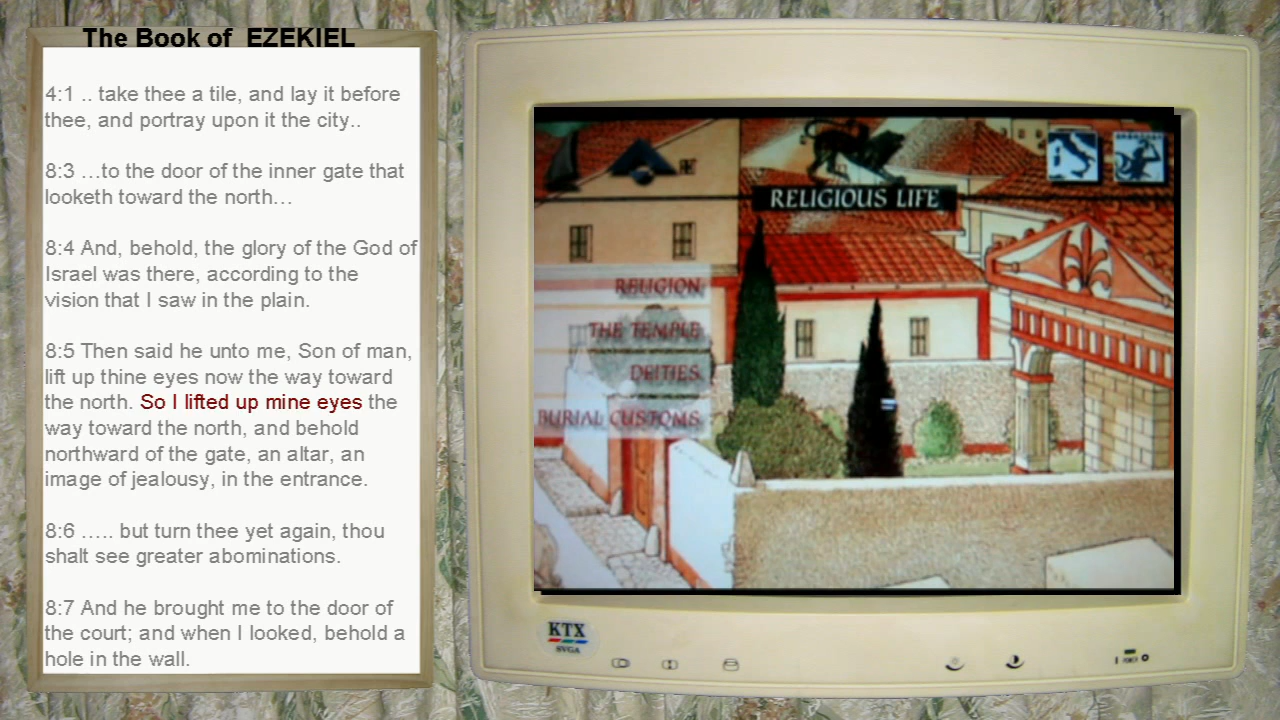 The Book of EZEKIEL
4:1 .. take thee a tile, and lay it before
thee, and portray upon it the city..
8:3 …to the door of the inner gate that
looketh toward the north…
8:4 And, behold, the glory of the God of
Israel was there, according to the
vision that I saw in the plain.
8:5 Then said he unto me, Son of man,
lift up thine eyes now the way toward
the north. So I lifted up mine eyes the
way toward the north, and behold
northward of the gate, an altar, an
image of jealousy, in the entrance.
8:6 ….. but turn thee yet again, thou
shalt see greater abominations.
8:7 And he brought me to the door of
the court; and when I looked, behold a
hole in the wall.
RELIGIOUS LIFE
RELIGION
THE TEMPLE
DEITIES
BURIAL CUSTOMS
KTX
SVGA
POWER